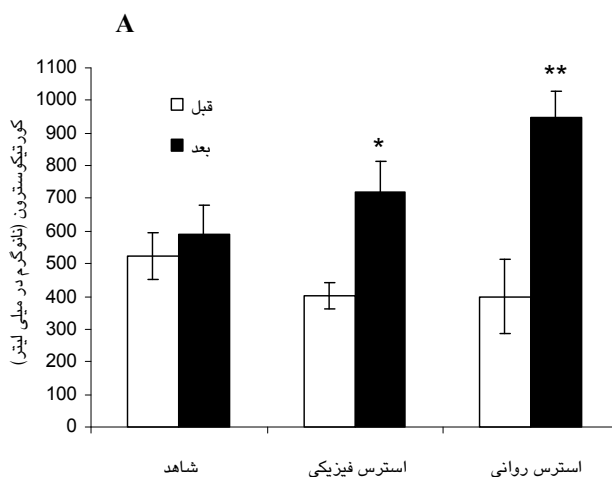 A
1100
1000
900
800
700
600
500
400
300
200
100
0
کورتیکوسترون (نانوگرم در میلی لیتر)
قبل
بعد
*
**
شاهد
استرس فیزیکی
استرس روانی